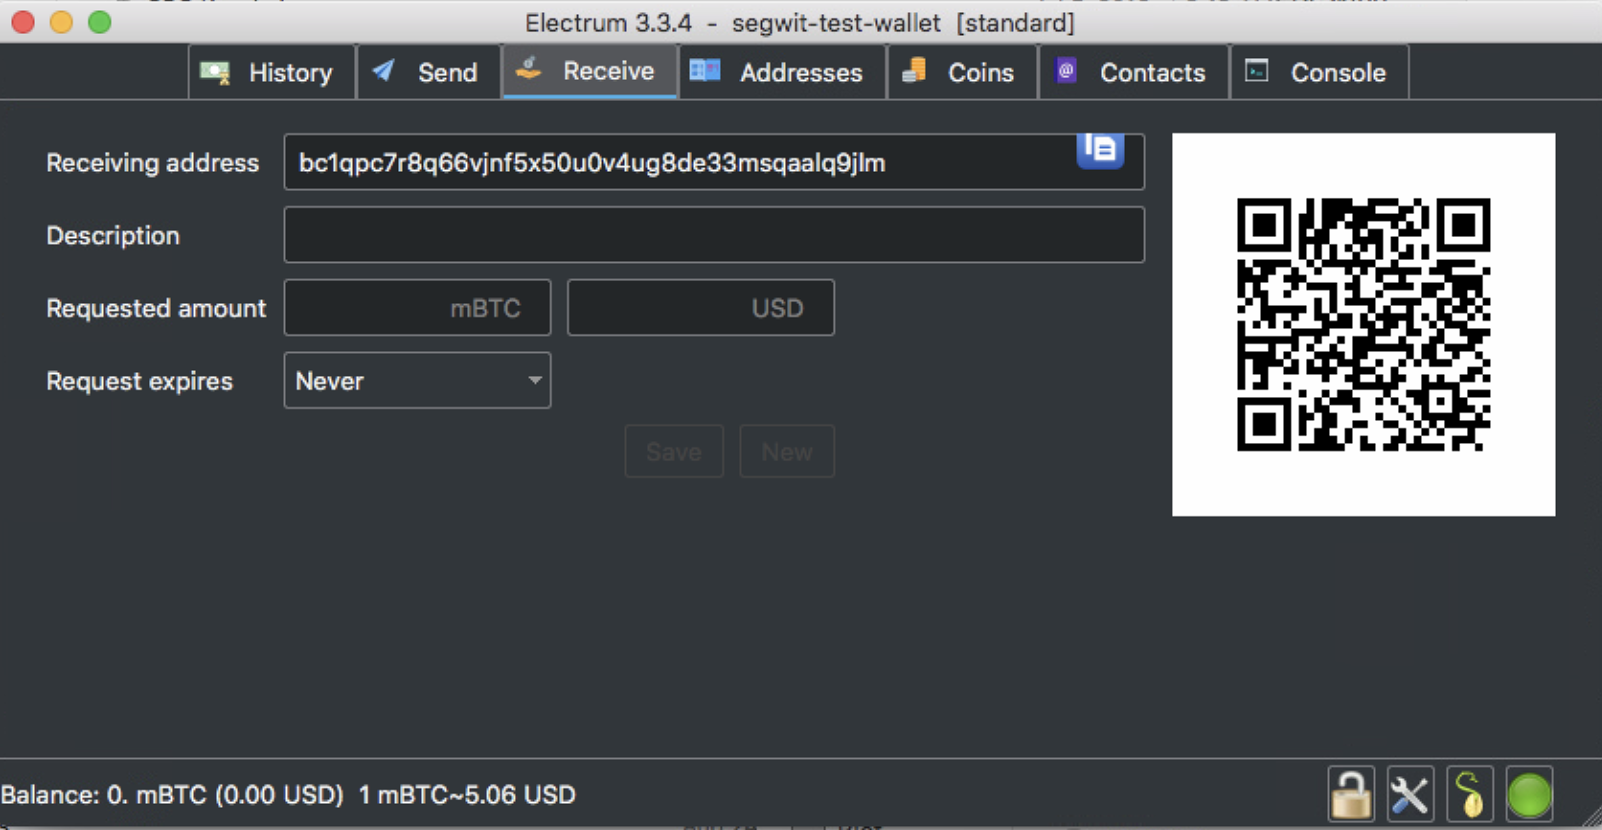 Electrum 3.3.4 - segwit-test-wallet [standard]
History Send Receive Addresses Coins Contacts Console
Receiving address bc1qpc7r8q66vjnf5x50u0v4ug8de33msqaalq9jlm
Description
Requested amount mBTC USD
Request expires Never
Save New
Balance: 0. mBTC (0.00 USD) 1 mBTC~5.06 USD